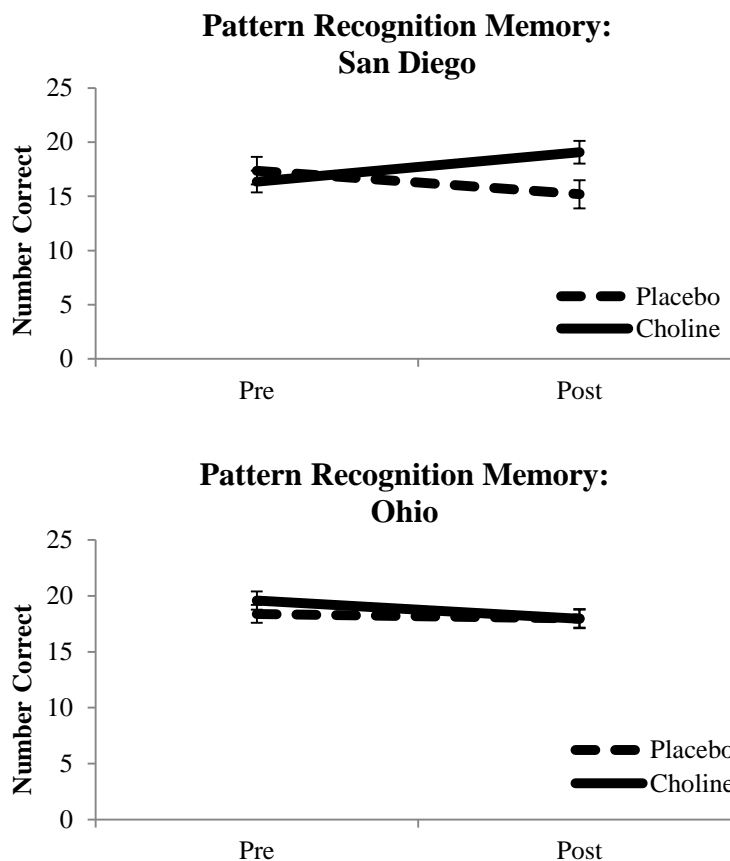 Pattern Recognition Memory:
San Diego
25
20
15
10
5
0
Number Correct
Placebo
Choline
Pre
Post
Pattern Recognition Memory:
Ohio
25
20
15
10
5
0
Number Correct
Placebo
Choline
Pre
Post